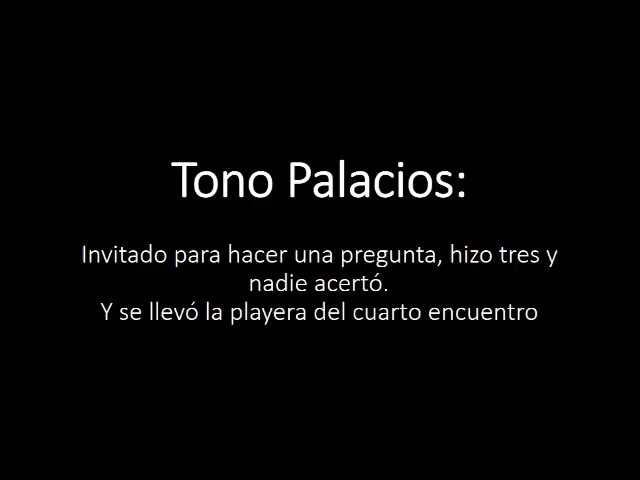 Tono Palacios:
Invitado para hacer una pregunta, hizo tres y
nadie acertó.
Y se llevó la playera del cuarto encuentro